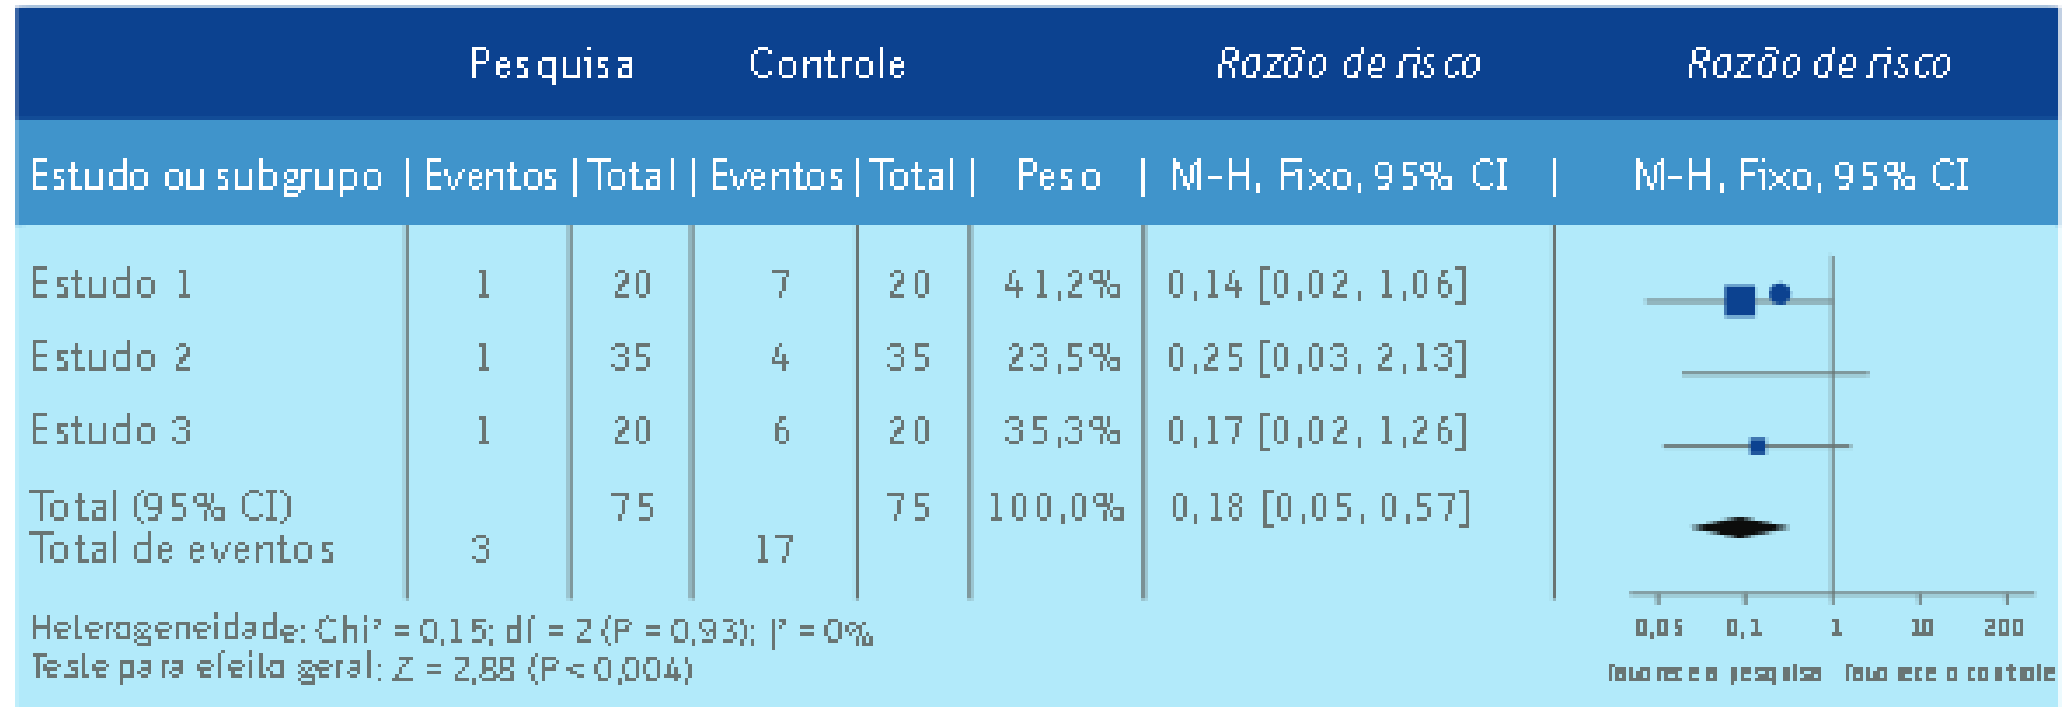 Pesquisa Controle Razão de risco Razão de risco
Estudo ou subgrupo | Eventos | Total | Eventos | Total | Peso | M-H, Fixo, 95% CI | M-H, Fixo, 95% CI
Estudo 1 1 20 7 20 41,2% 0,14 [0,02, 1,06]
Estudo 2 1 35 4 35 23,5% 0,25 [0,03, 2,13]
Estudo 3 1 20 6 20 35,3% 0,17 [0,02, 1,26]
Total (95% CI) 75 75 100,0% 0,18 [0,05, 0,57]
Total de eventos 3 17
Heterogeneidade: Chi² = 0,15; df = 2 (P = 0,93); I² = 0%
Teste para efeito geral: Z = 2,88 (P < 0,004)
0,05 0,1 1 10 200
favorece a pesquisa favorece o controle